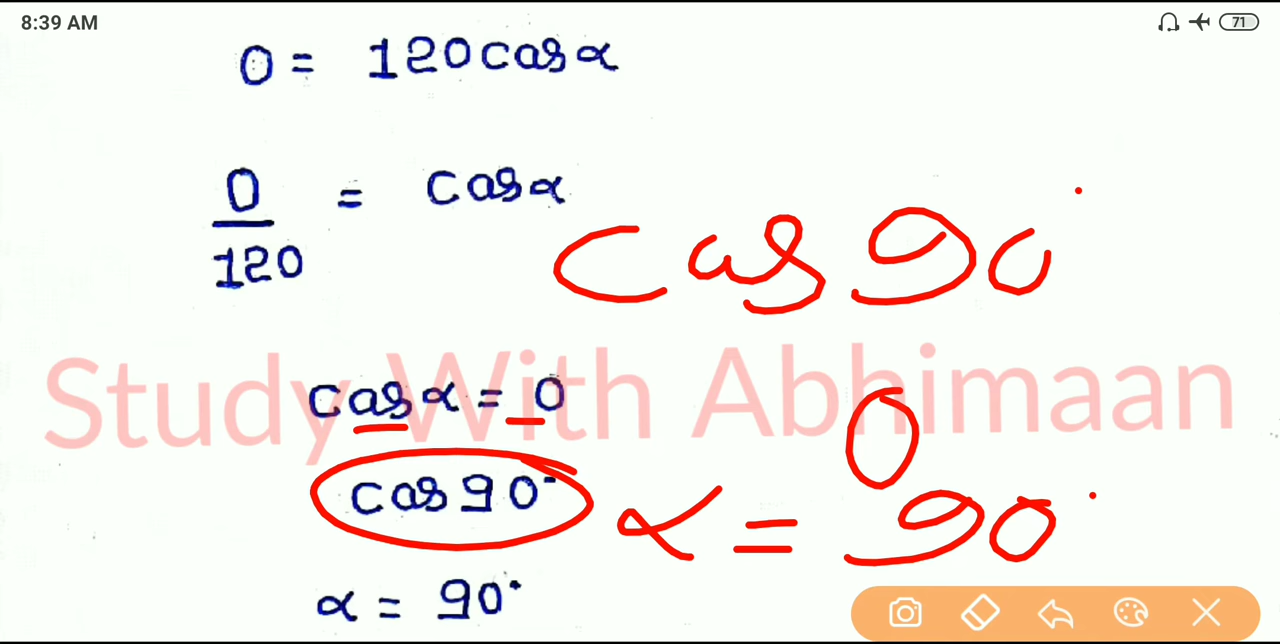 8:39 AM 71
0 = 120 cos α
0/120 = cos α
cos 90°
Study With Abhimaan
cos α = 0
0
cos 90°
α = 90°
α = 90°